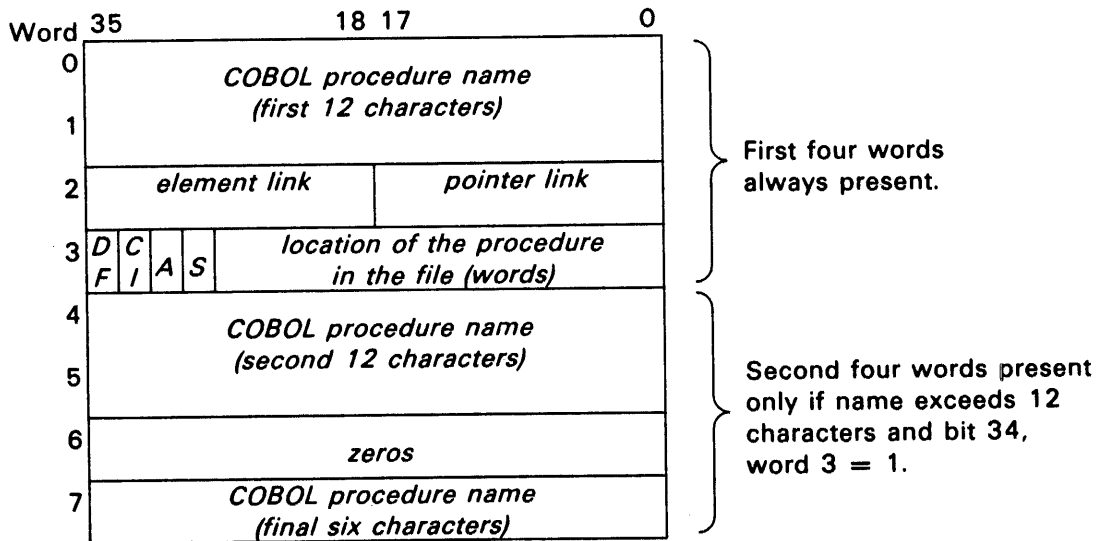 Word 35 18 17 0
0
COBOL procedure name
(first 12 characters)
1
2 element link pointer link
3 D C A S location of the procedure
F I in the file (words)
First four words
always present.
4
COBOL procedure name
(second 12 characters)
5
6
zeros
7 COBOL procedure name
(final six characters)
Second four words present
only if name exceeds 12
characters and bit 34,
word 3 = 1.